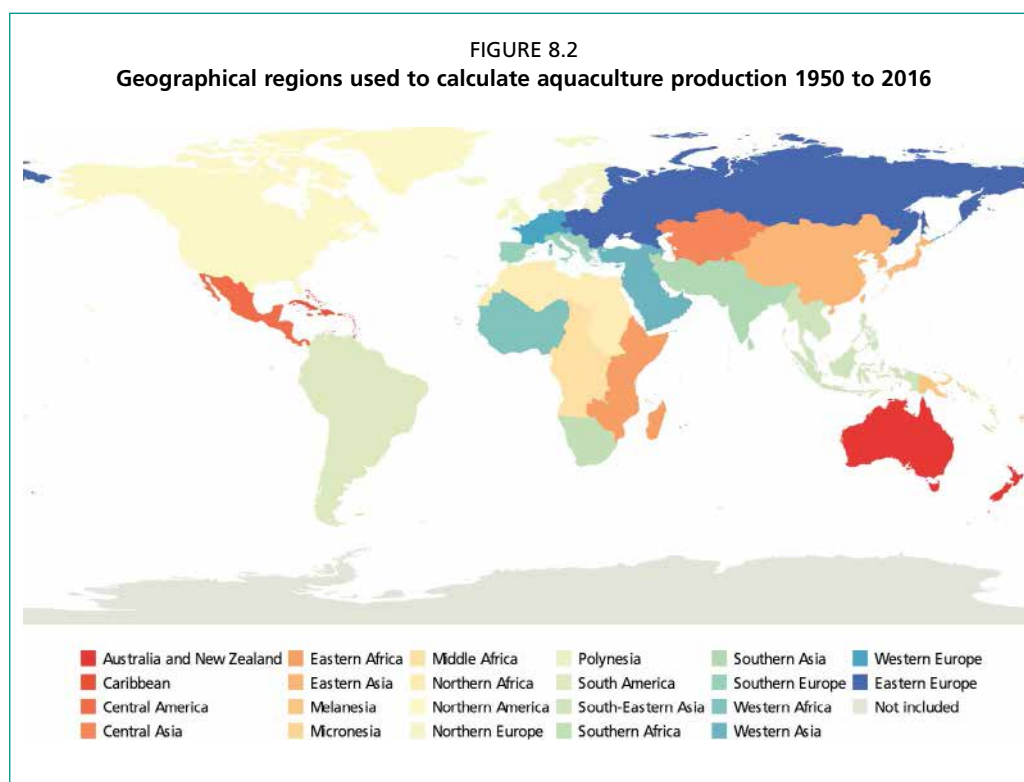 FIGURE 8.2
Geographical regions used to calculate aquaculture production 1950 to 2016
Australia and New Zealand
Caribbean
Central America
Central Asia
Eastern Africa
Eastern Asia
Melanesia
Micronesia
Middle Africa
Northern Africa
Northern America
Northern Europe
Polynesia
South America
South-Eastern Asia
Southern Africa
Southern Asia
Southern Europe
Western Africa
Western Asia
Western Europe
Eastern Europe
Not included